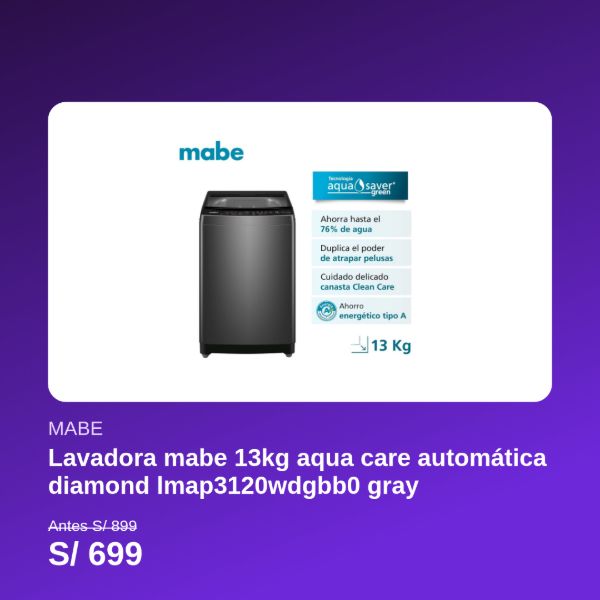 mabe
Tecnología
aqua saver
green
Ahorra hasta el
76% de agua
Duplica el poder
de atrapar pelusas
Cuidado delicado
canasta Clean Care
Ahorro
energético tipo A
13 Kg
MABE
Lavadora mabe 13kg aqua care automática
diamond lmap3120wdgbb0 gray
Antes S/ 899
S/ 699